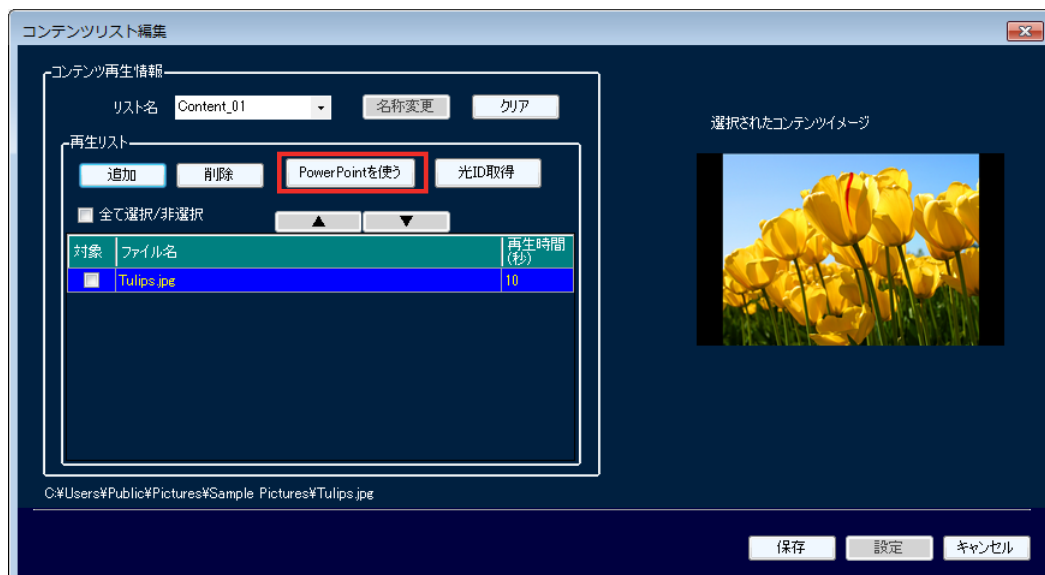 コンテンツリスト編集
コンテンツ再生情報
リスト名 Content_01 名称変更 クリア
再生リスト
追加 削除 PowerPointを使う 光ID取得
全て選択/非選択 ▲ ▼
対象 ファイル名 再生時間
(秒)
Tulips.jpg 10
選択されたコンテンツイメージ
C:¥Users¥Public¥Pictures¥Sample Pictures¥Tulips.jpg
保存 設定 キャンセル